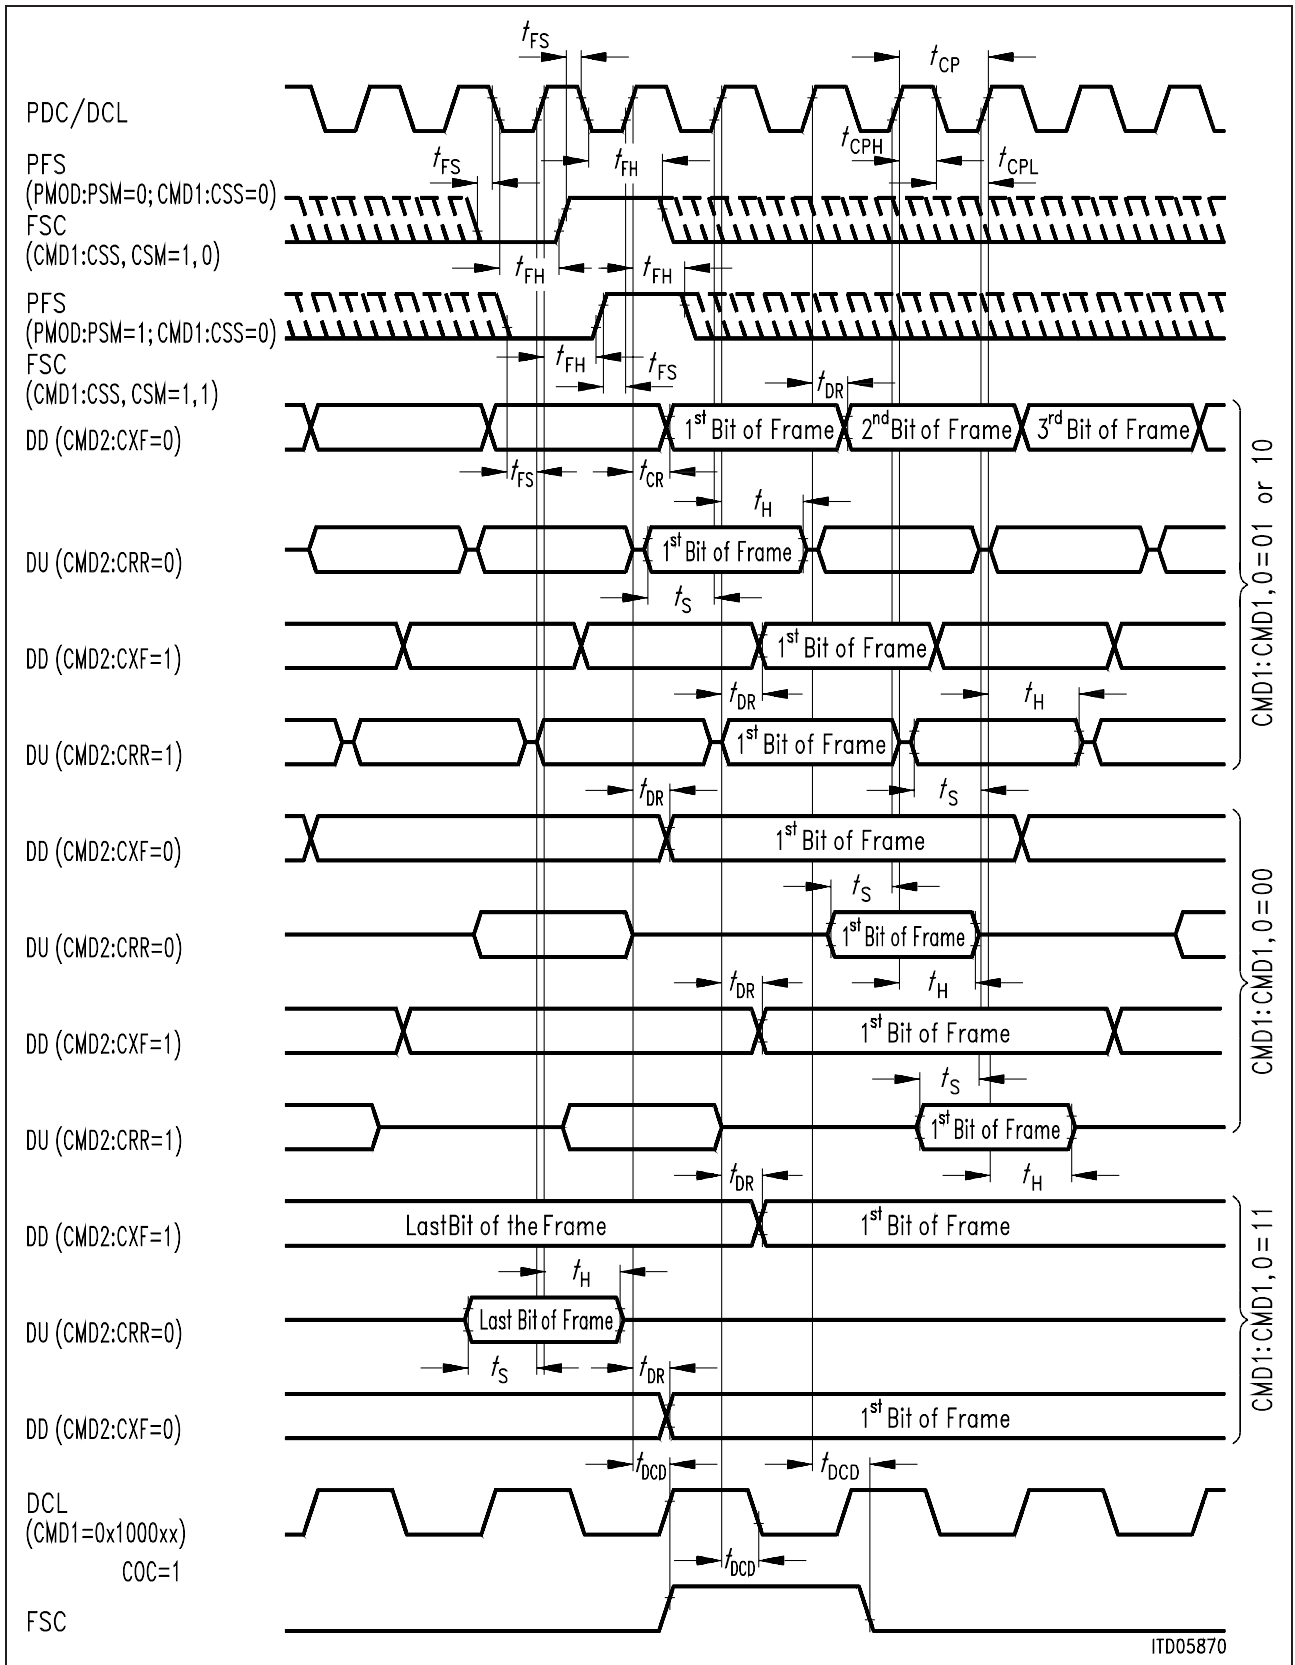 tFS
tCP
PDC/DCL
tCPH
tFS
tFH
tCPL
PFS
(PMOD:PSM=0; CMD1:CSS=0)
FSC
(CMD1:CSS, CSM=1,0)
tFH
tFH
PFS
(PMOD:PSM=1; CMD1:CSS=0)
FSC
(CMD1:CSS, CSM=1,1)
tFH
tFS
tDR
DD (CMD2:CXF=0)
1st Bit of Frame
2nd Bit of Frame
3rd Bit of Frame
tFS
tCR
tH
DU (CMD2:CRR=0)
1st Bit of Frame
tS
CMD1: CMD1, 0=01 or 10
DD (CMD2:CXF=1)
1st Bit of Frame
tDR
tH
DU (CMD2:CRR=1)
1st Bit of Frame
tDR
tS
DD (CMD2:CXF=0)
1st Bit of Frame
tS
DU (CMD2:CRR=0)
1st Bit of Frame
tDR
tH
CMD1: CMD1, 0=00
DD (CMD2:CXF=1)
1st Bit of Frame
tS
DU (CMD2:CRR=1)
1st Bit of Frame
tDR
tH
DD (CMD2:CXF=1)
Last Bit of the Frame
1st Bit of Frame
tH
CMD1: CMD1, 0=11
DU (CMD2:CRR=0)
Last Bit of Frame
tS
tDR
DD (CMD2:CXF=0)
1st Bit of Frame
tDCD
tDCD
DCL
(CMD1=0x1000xx)
COC=1
tDCD
FSC
ITD05870